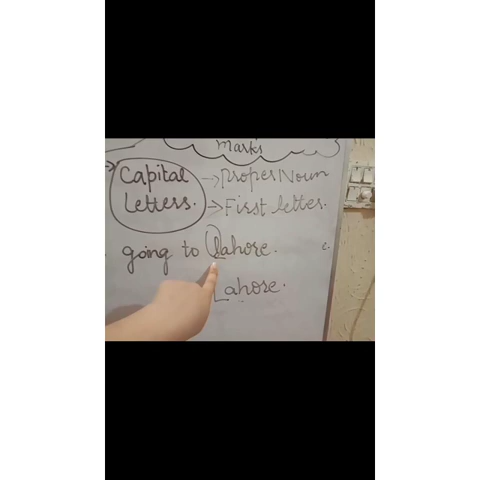 marks
Capital →Proper Noun
Letters. →First letter.
going to lahore.
Lahore.